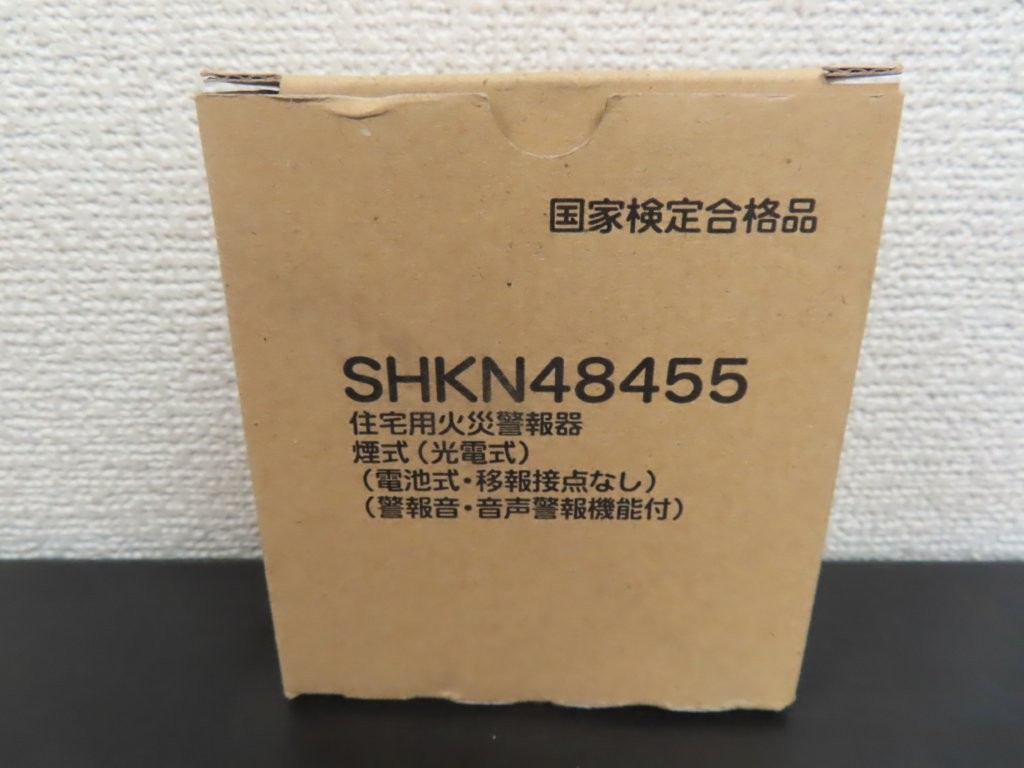 国家検定合格品
SHKN48455
住宅用火災警報器
煙式(光電式)
(電池式・移報接点なし)
(警報音・音声警報機能付)